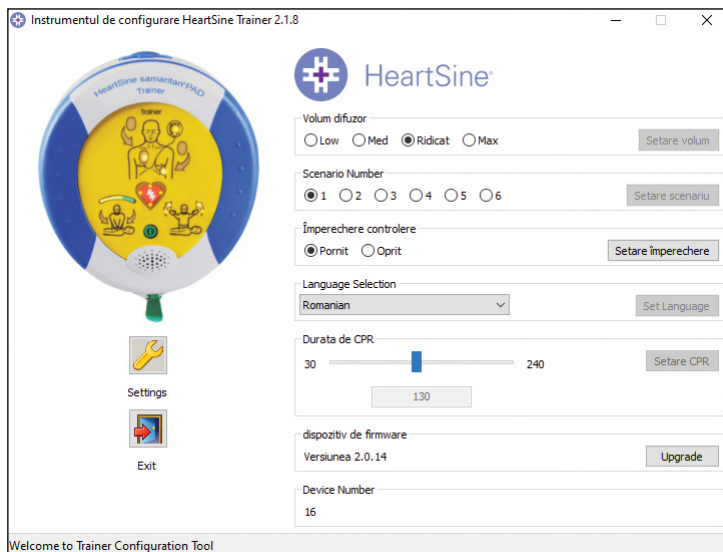 Instrumentul de configurare HeartSine Trainer 2.1.8
HeartSine samaritan PAD
Trainer
Trainer
Settings
Exit
HeartSine®
Volum difuzor
Low Med Ridicat Max Setare volum
Scenario Number
1 2 3 4 5 6 Setare scenariu
Împerechere controlere
Pornit Oprit Setare împerechere
Language Selection
Romanian Set Language
Durata de CPR
30 240 Setare CPR
130
dispozitiv de firmware
Versiunea 2.0.14 Upgrade
Device Number
16
Welcome to Trainer Configuration Tool